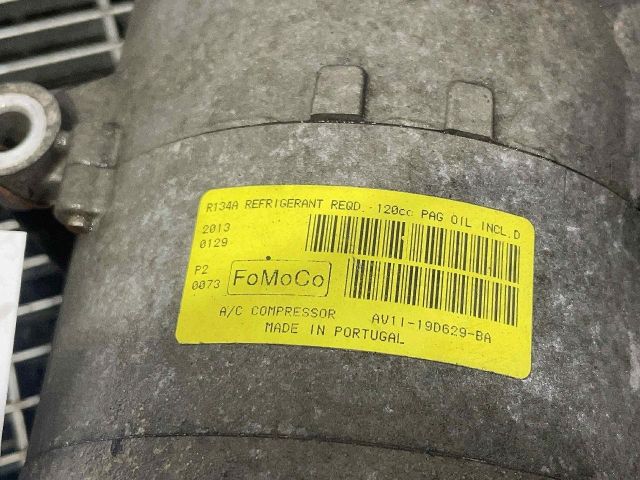 R134A REFRIGERANT REQD. -120cc PAG OIL INCL.D
2013
0129
P2
0073
FoMoCo
A/C COMPRESSOR
AV11-19D629-BA
MADE IN PORTUGAL